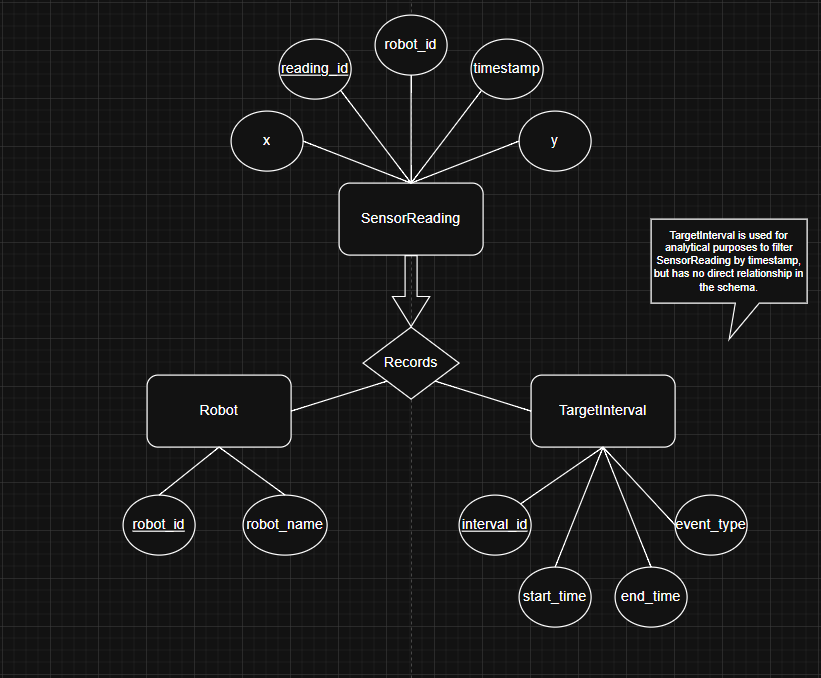 robot_id
reading_id
timestamp
x
y
SensorReading
TargetInterval is used for
analytical purposes to filter
SensorReading by timestamp,
but has no direct relationship in
the schema.
Records
Robot
TargetInterval
robot_id
robot_name
interval_id
event_type
start_time
end_time